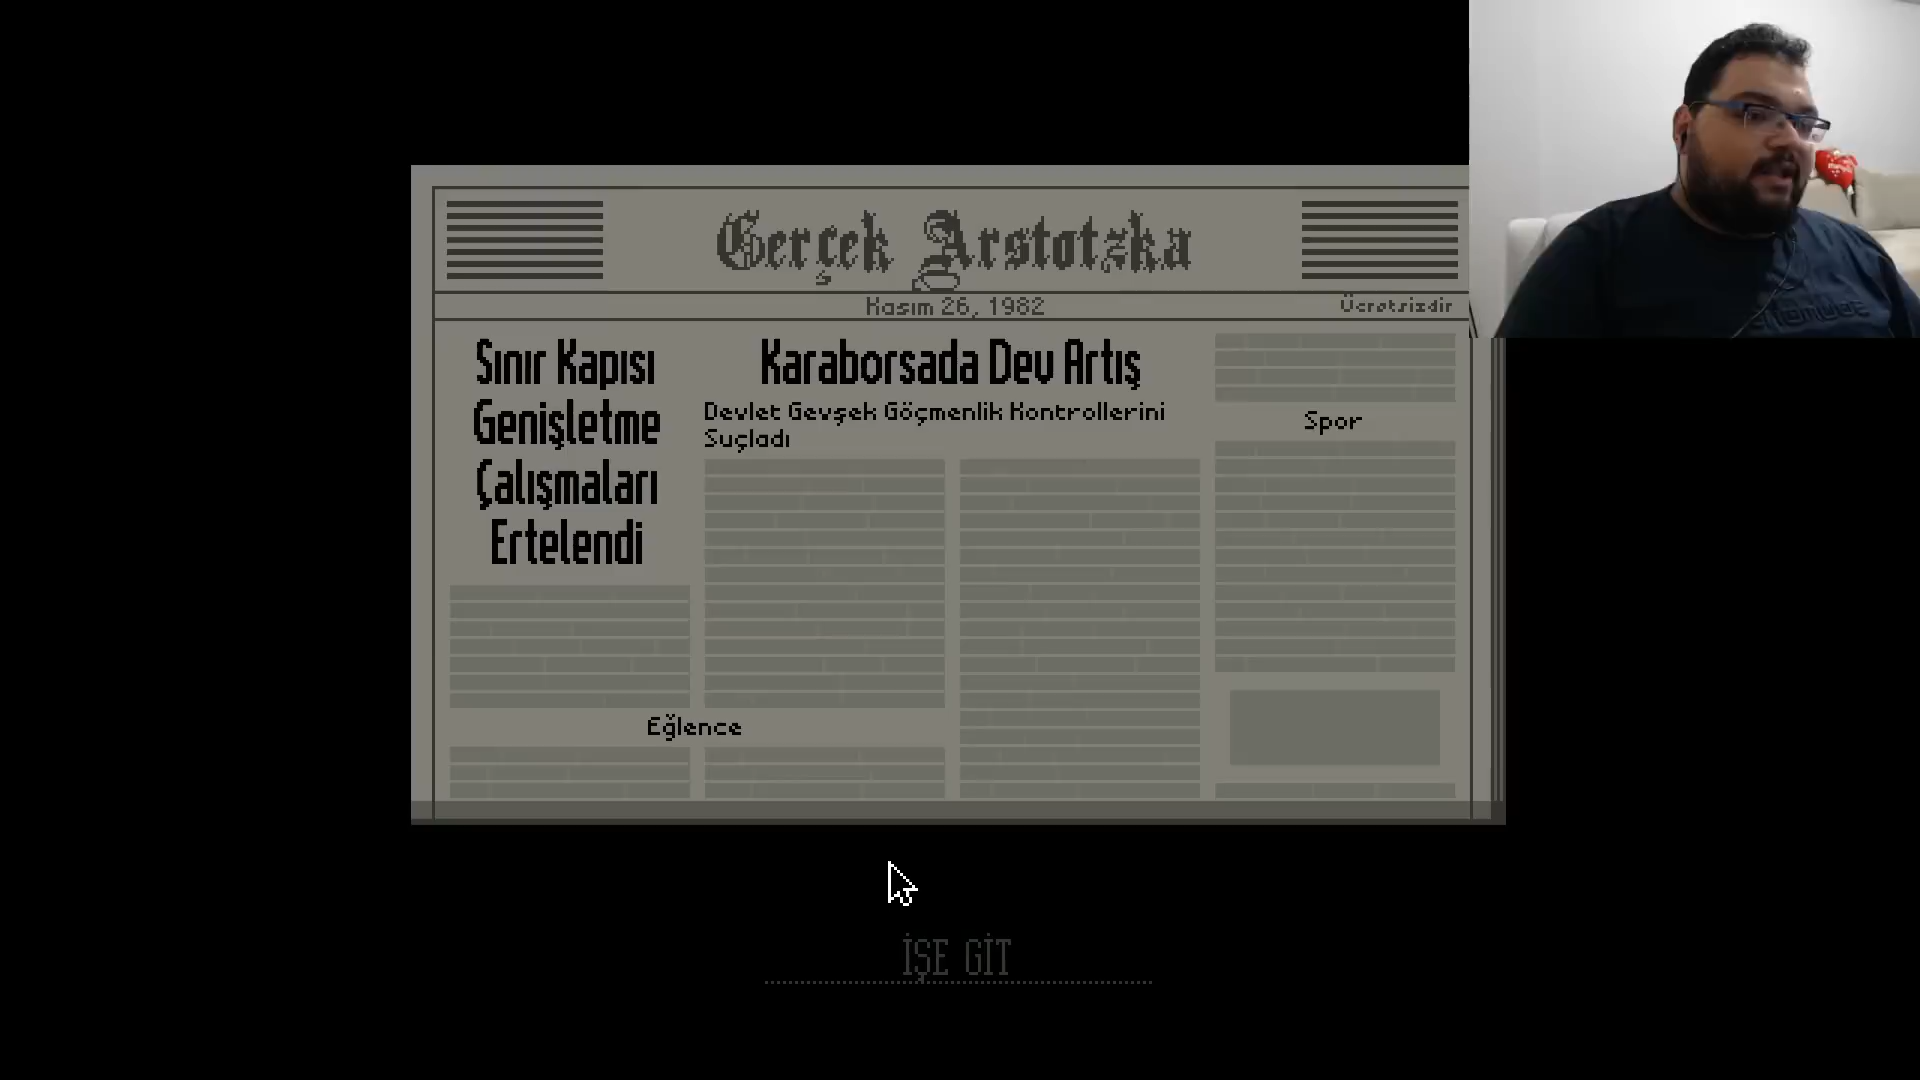 Gerçek Arstotzka
Kasım 26, 1982
Ücretsizdir
Sınır Kapısı
Genişletme
Çalışmaları
Ertelendi
Karaborsada Dev Artış
Devlet Gevşek Göçmenlik Kontrollerini
Suçladı
Spor
Eğlence
İŞE GİT